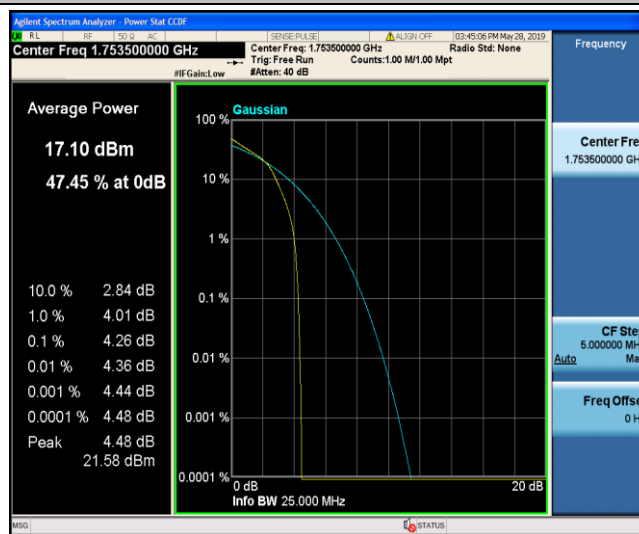 Agilent Spectrum Analyzer - Power Stat CCDF
RL RF 50 Ω AC SENSE:PULSE ALIGN OFF 03:45:06 PM May 28, 2019
Center Freq 1.753500000 GHz
Center Freq: 1.753500000 GHz Radio Std: None
Trig: Free Run Counts:1.00 M/1.00 Mpt
#IFGain:Low #Atten: 40 dB
Frequency
Average Power
17.10 dBm
47.45 % at 0dB
10.0 % 2.84 dB
1.0 % 4.01 dB
0.1 % 4.26 dB
0.01 % 4.36 dB
0.001 % 4.44 dB
0.0001 % 4.48 dB
Peak 4.48 dB
21.58 dBm
Gaussian
100 %
10 %
1 %
0.1 %
0.01 %
0.001 %
0.0001 %
0 dB 20 dB
Info BW 25.000 MHz
Center Fre
1.753500000 GH
CF Ste
5.000000 MH
Auto Ma
Freq Offse
0 H
MSG STATUS